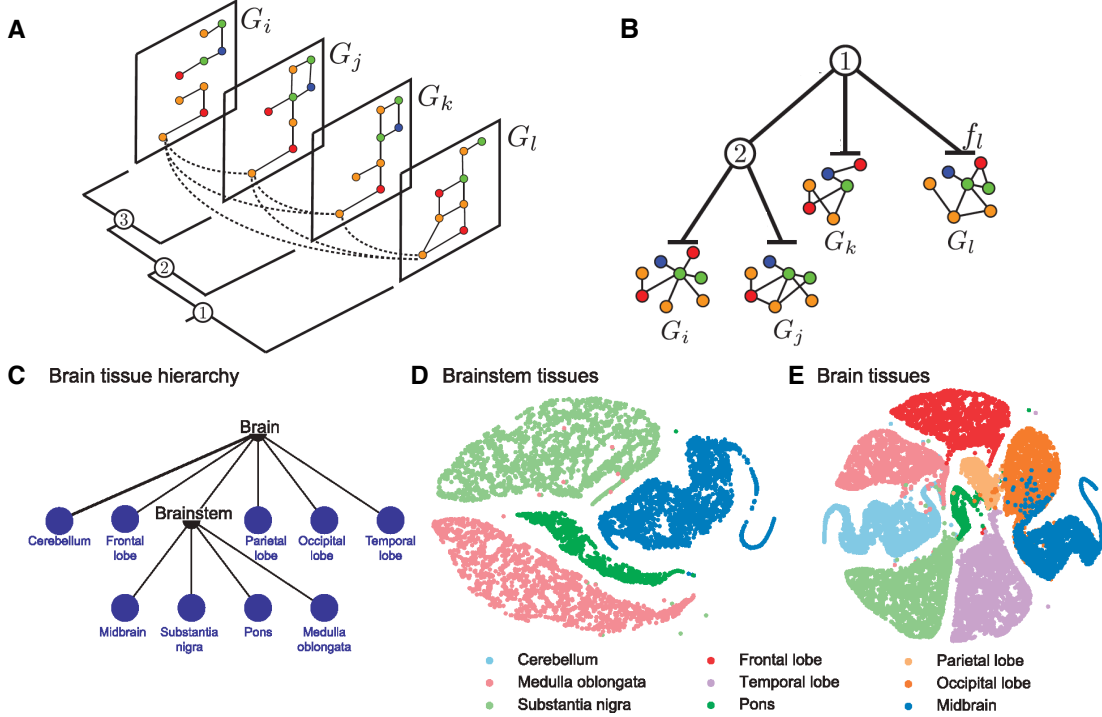 A
G_i
G_j
G_k
G_l
3
2
1
B
1
2
f_l
G_k
G_l
G_i
G_j
C Brain tissue hierarchy
Brain
Brainstem
Cerebellum
Frontal
lobe
Parietal
lobe
Occipital
lobe
Temporal
lobe
Midbrain
Substantia
nigra
Pons
Medulla
oblongata
D Brainstem tissues
E Brain tissues
Cerebellum
Medulla oblongata
Substantia nigra
Frontal lobe
Temporal lobe
Pons
Parietal lobe
Occipital lobe
Midbrain